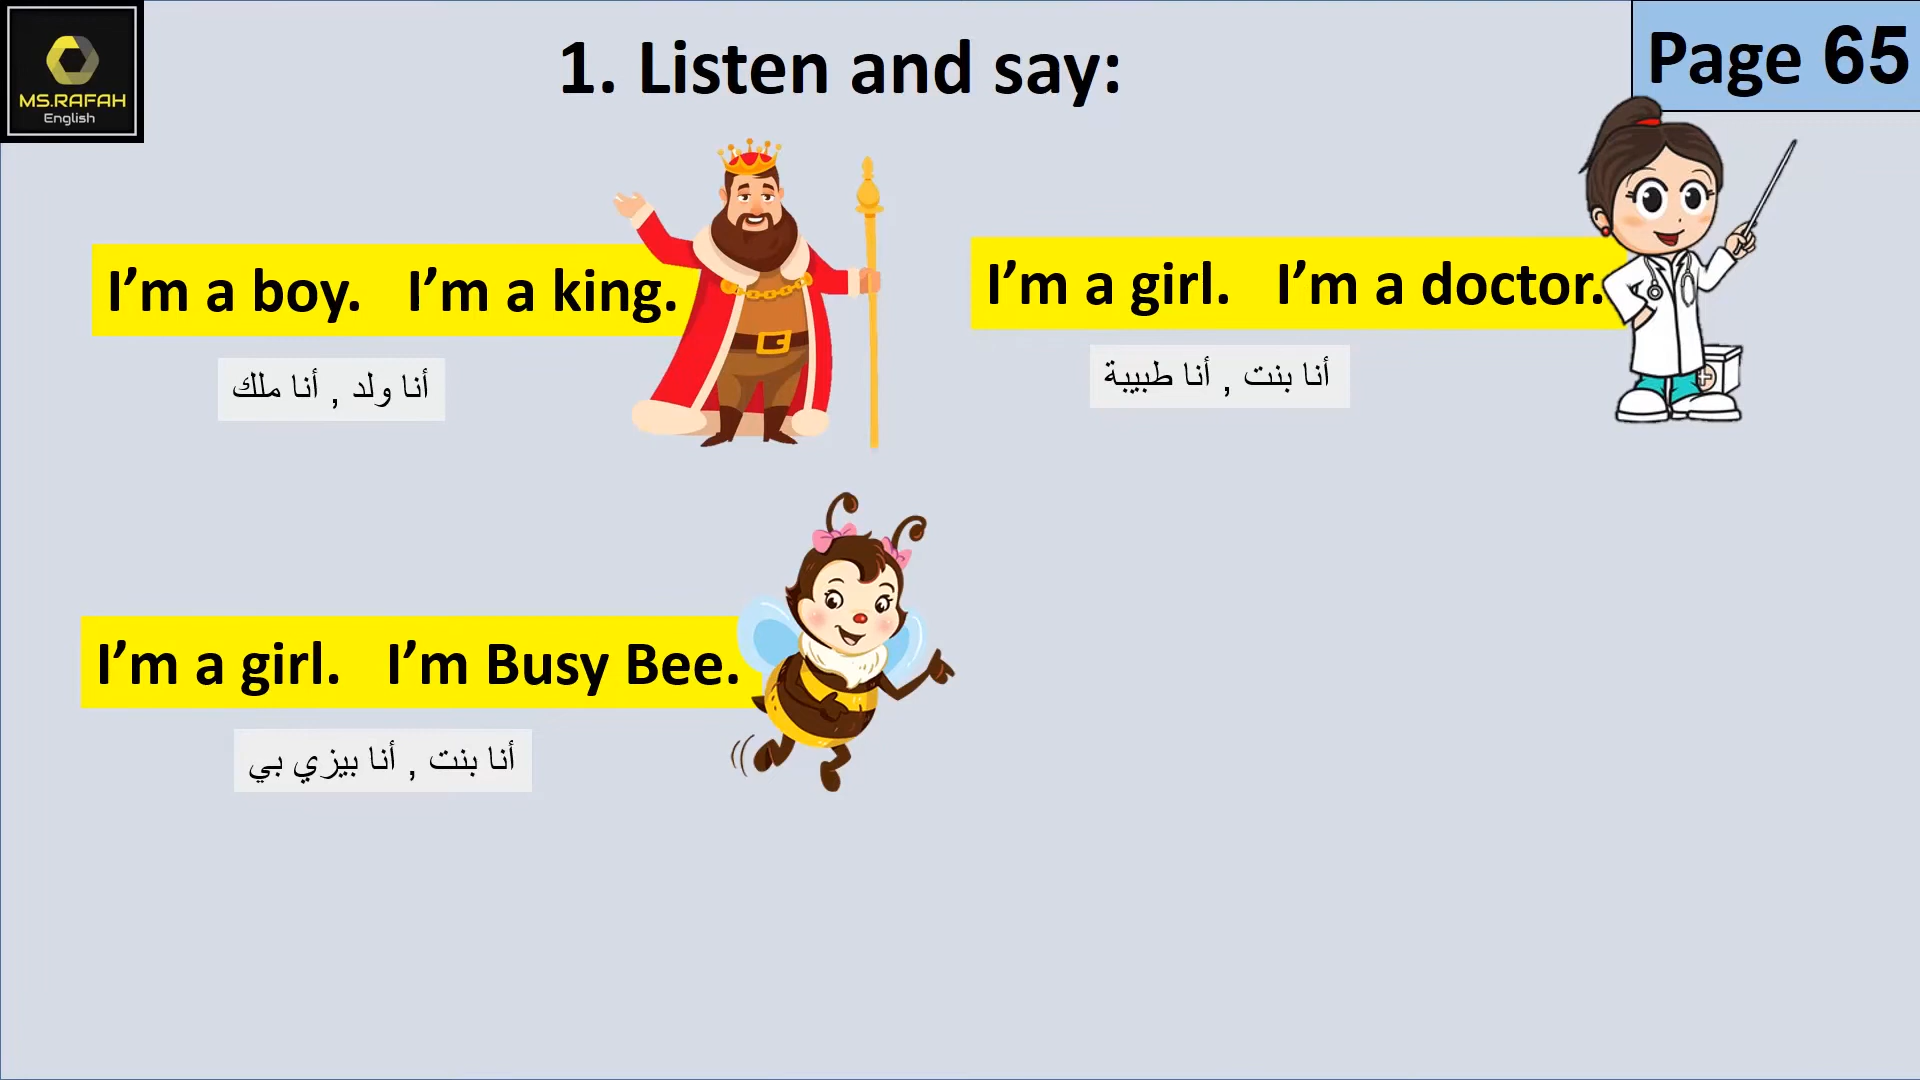 MS.RAFAH
English
1. Listen and say:
Page 65
I’m a boy. I’m a king.
أنا ولد , أنا ملك
I’m a girl. I’m a doctor.
أنا بنت , أنا طبيبة
I’m a girl. I’m Busy Bee.
أنا بنت , أنا بيزي بي